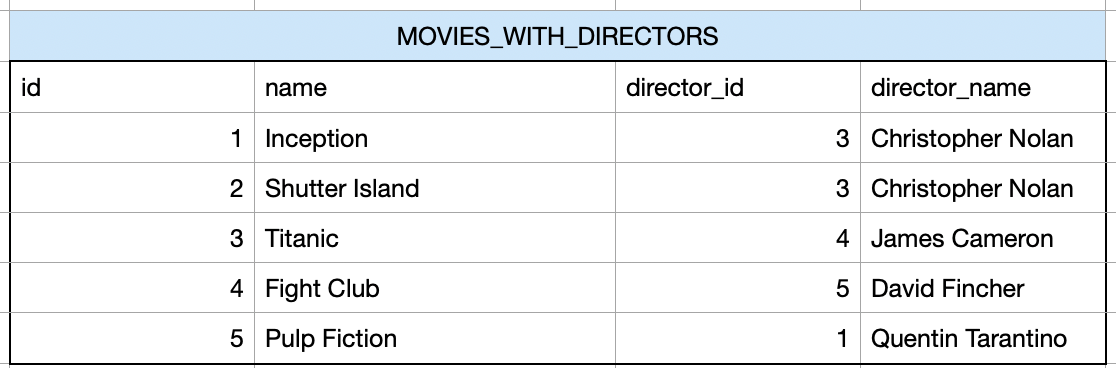 MOVIES_WITH_DIRECTORS
id name director_id director_name
1 Inception 3 Christopher Nolan
2 Shutter Island 3 Christopher Nolan
3 Titanic 4 James Cameron
4 Fight Club 5 David Fincher
5 Pulp Fiction 1 Quentin Tarantino